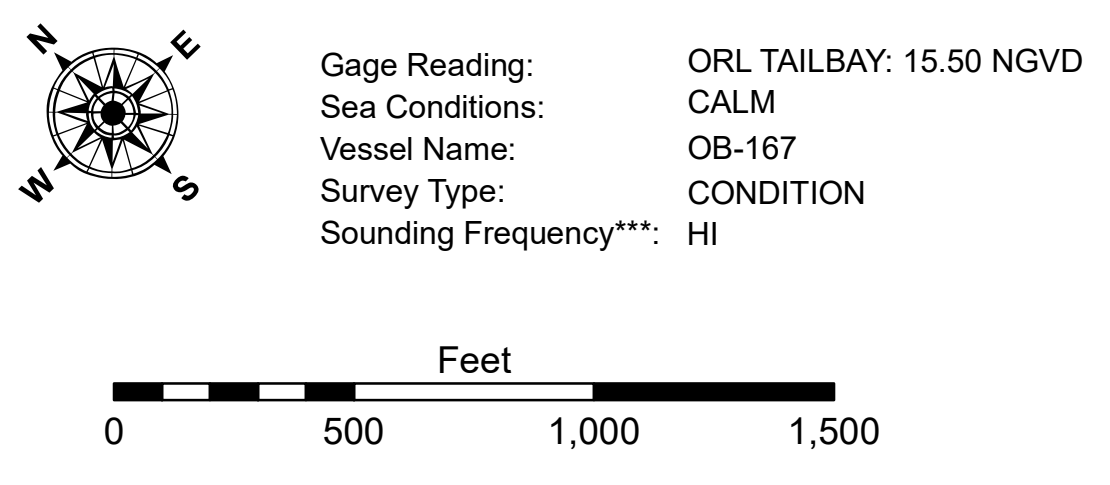 N E
W S
Gage Reading: ORL TAILBAY: 15.50 NGVD
Sea Conditions: CALM
Vessel Name: OB-167
Survey Type: CONDITION
Sounding Frequency***: HI
Feet
0 500 1,000 1,500